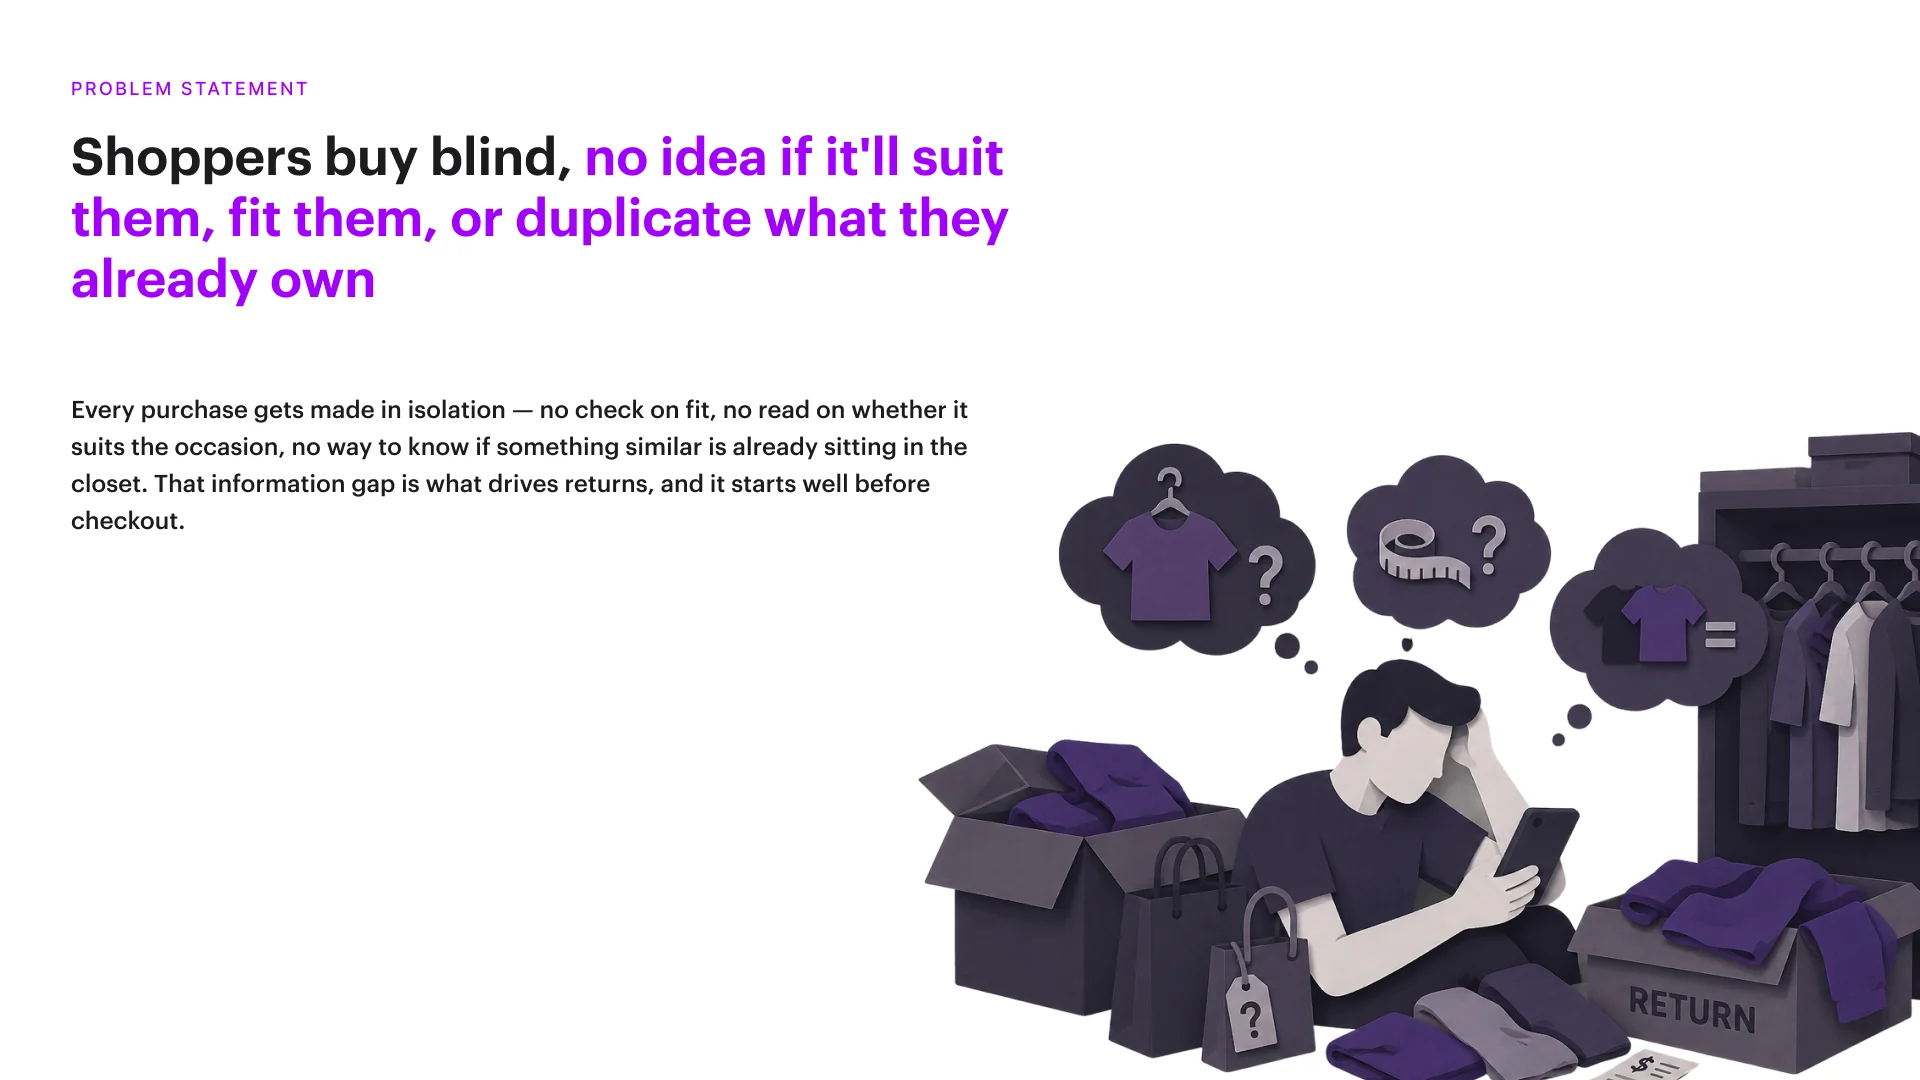 PROBLEM STATEMENT
Shoppers buy blind, no idea if it'll suit
them, fit them, or duplicate what they
already own
Every purchase gets made in isolation — no check on fit, no read on whether it
suits the occasion, no way to know if something similar is already sitting in the
closet. That information gap is what drives returns, and it starts well before
checkout.
?
?
=
?
RETURN
$